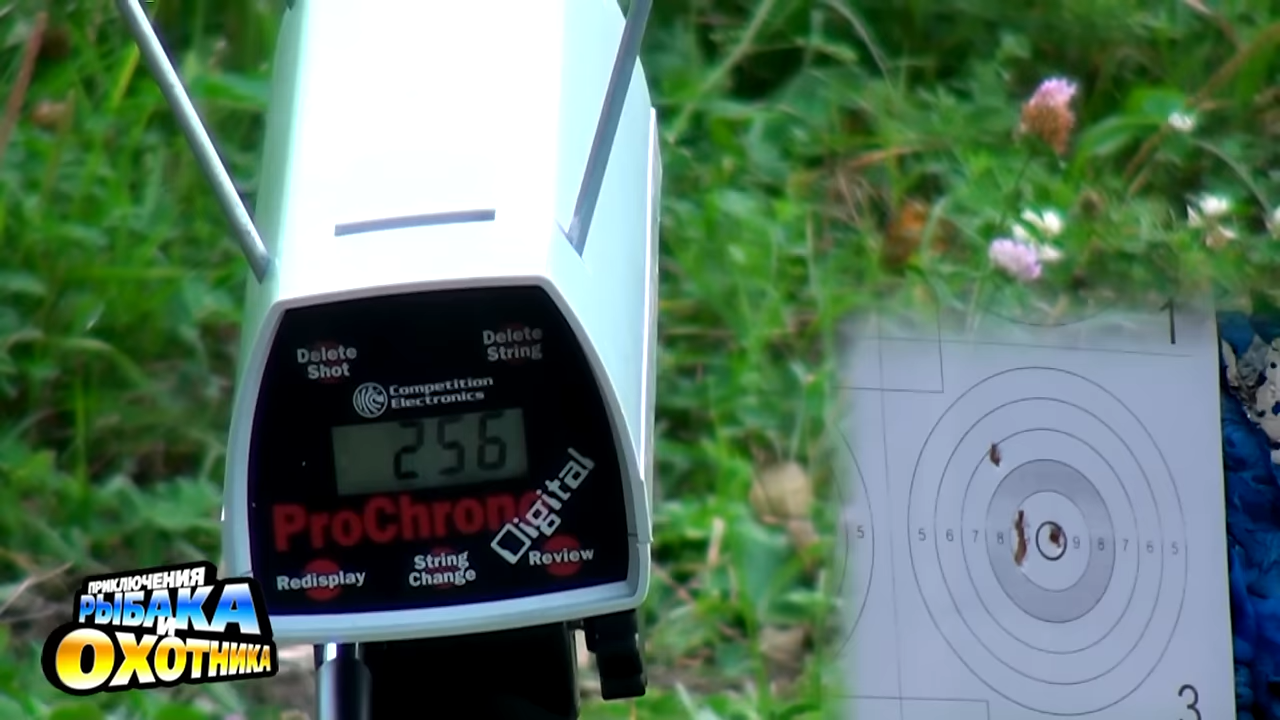 Delete
Shot
Delete
String
Competition
Electronics
256
ProChrono
Digital
Redisplay
String
Change
Review
ПРИКЛЮЧЕНИЯ
РЫБАКА
И
ОХОТНИКА
1
5
5 6 7 8 9 8 7 6 5
3